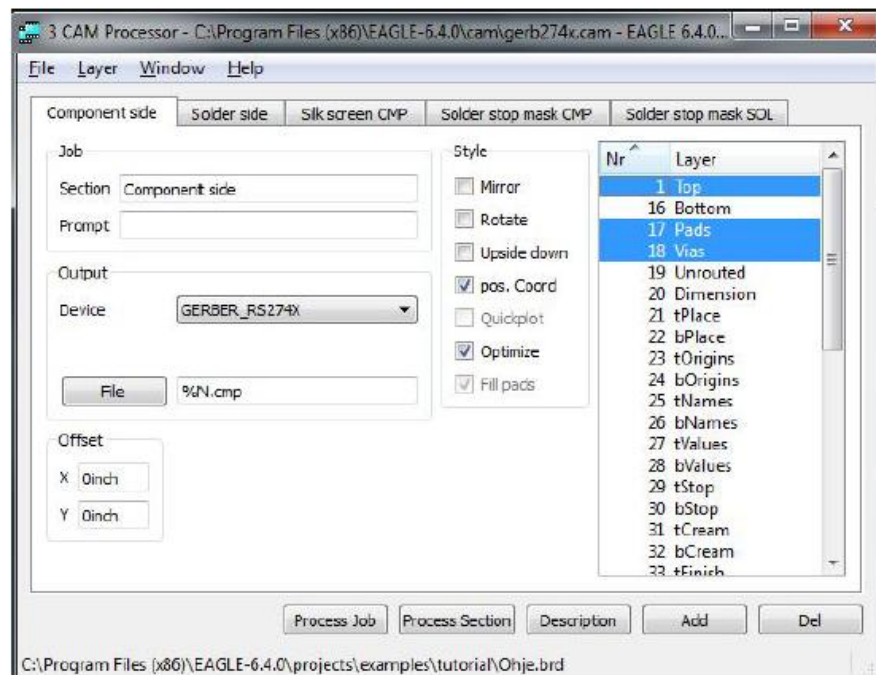 3 CAM Processor - C:\Program Files (x86)\EAGLE-6.4.0\cam\gerb274x.cam - EAGLE 6.4.0...
File Layer Window Help
Component side Solder side Silk screen CMP Solder stop mask CMP Solder stop mask SOL
Job
Section Component side
Prompt
Output
Device GERBER_RS274X
File %N.cmp
Offset
X 0inch
Y 0inch
Style
Mirror
Rotate
Upside down
pos. Coord
Quickplot
Optimize
Fill pads
Nr Layer
1 Top
16 Bottom
17 Pads
18 Vias
19 Unrouted
20 Dimension
21 tPlace
22 bPlace
23 tOrigins
24 bOrigins
25 tNames
26 bNames
27 tValues
28 bValues
29 tStop
30 bStop
31 tCream
32 bCream
33 tFinish
Process Job Process Section Description Add Del
C:\Program Files (x86)\EAGLE-6.4.0\projects\examples\tutorial\Ohje.brd